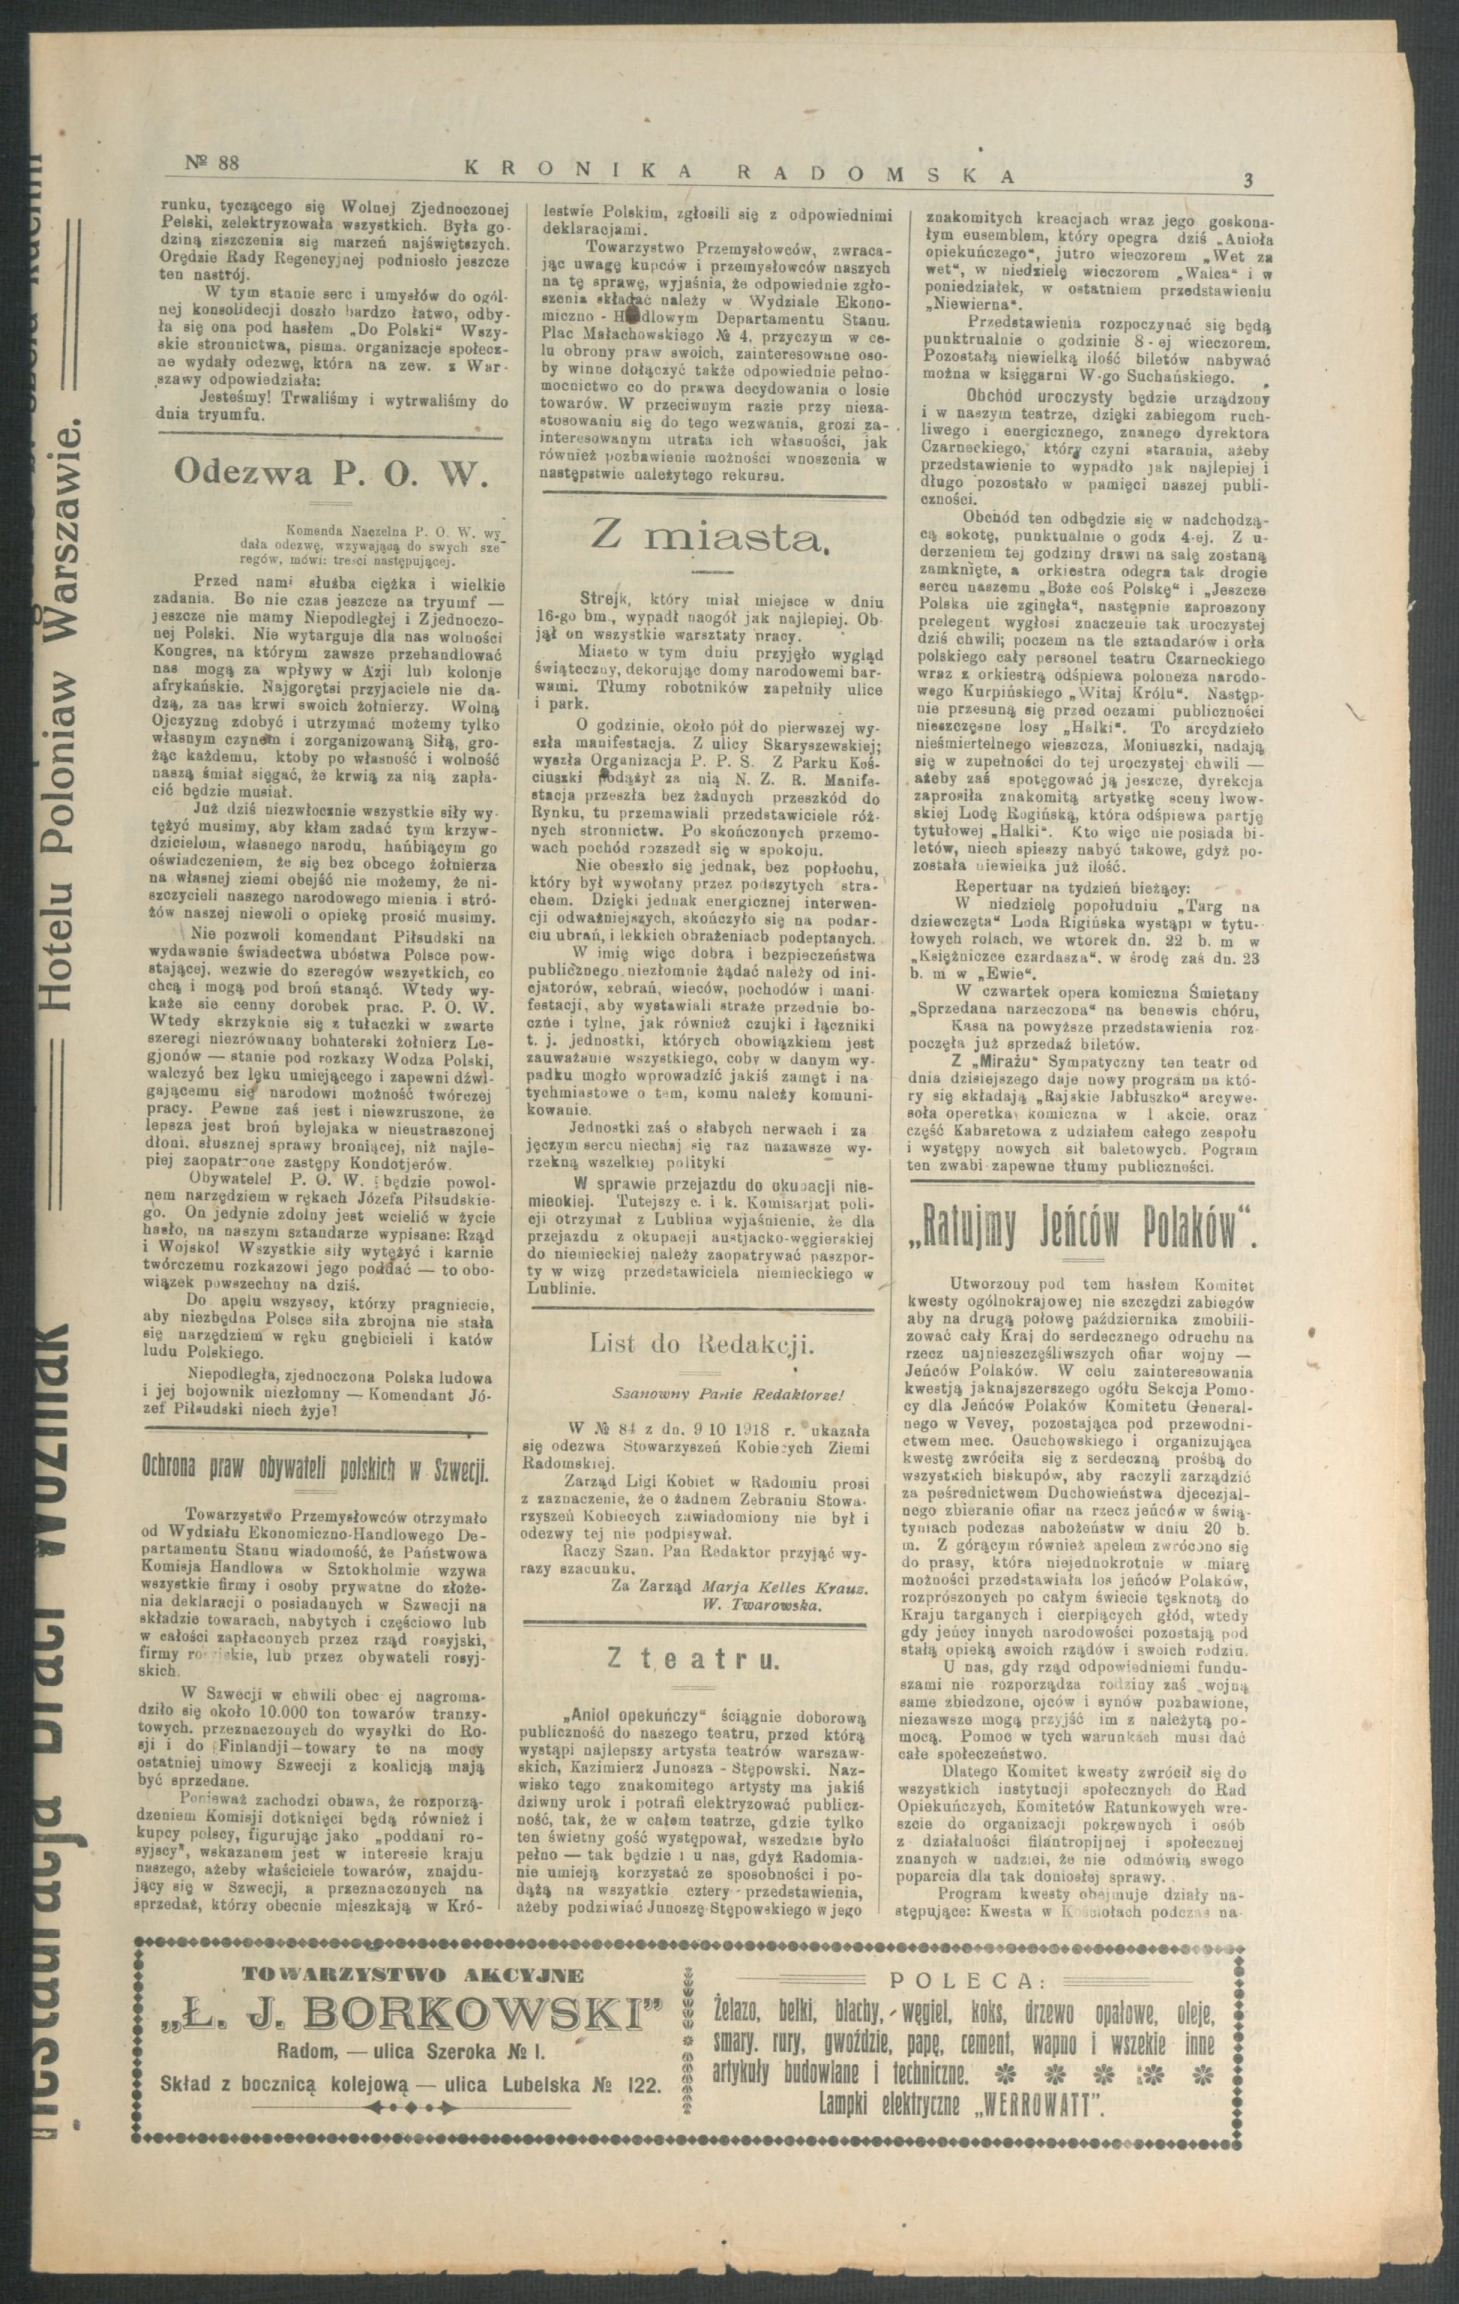 № 88
KRONIKA RADOMSKA
3
runku, tyczącego się Wolnej Zjednoczonej
Pelski, zelektryzowała wszystkich. Była go-
dziną ziszczenia się marzeń najświętszych.
Orędzie Rady Regencyjnej podniosło jeszcze
ten nastrój.
W tym stanie serc i umysłów do ogól-
nej konsolidecji doszło bardzo łatwo, odby-
ła się ona pod hasłem „Do Polski“ Wszy-
skie stronnictwa, pisma. organizacje społecz-
ne wydały odezwę, która na zew. z War-
szawy odpowiedziała:
Jesteśmy! Trwaliśmy i wytrwaliśmy do
dnia tryumfu.
Odezwa P. O. W.
Komenda Naczelna P. O. W. wy
dała odezwę, wzywającą do swych sze-
regów, mówi: treści następującej.
Przed nami służba ciężka i wielkie
zadania. Bo nie czas jeszcze na tryumf —
jeszcze nie mamy Niepodległej i Zjednoczo-
nej Polski. Nie wytarguje dla nas wolności
Kongres, na którym zawsze przehandlować
nas mogą za wpływy w Azji lub kolonje
afrykańskie. Najgorętsi przyjaciele nie da-
dzą, za nas krwi swoich żołnierzy. Wolną
Ojczyznę zdobyć i utrzymać możemy tylko
własnym czynem i zorganizowaną Siłą, gro-
żąc każdemu, ktoby po własność i wolność
naszą śmiał sięgać, że krwią za nią zapła-
cić będzie musiał.
Już dziś niezwłocznie wszystkie siły wy-
tężyć musimy, aby kłam zadać tym krzyw-
dzicielom, własnego narodu, hańbiącym go
oświadczeniem, że się bez obcego żołnierza
na własnej ziemi obejść nie możemy, że ni-
szczycieli naszego narodowego mienia i stró-
żów naszej niewoli o opiekę prosić musimy.
Nie pozwoli komendant Piłsudski na
wydawanie świadectwa ubóstwa Polsce pow-
stającej. wezwie do szeregów wszystkich, co
chcą i mogą pod broń stanąć. Wtedy wy-
każe sie cenny dorobek prac. P. O. W.
Wtedy skrzyknie się z tułaczki w zwarte
szeregi niezrównany bohaterski żołnierz Le-
gjonów — stanie pod rozkazy Wodza Polski,
walczyć bez lęku umiejącego i zapewni dźwi-
gającemu się narodowi możność twórczej
pracy. Pewne zaś jest i niewzruszone, że
lepsza jest broń bylejaka w nieustraszonej
dłoni. słusznej sprawy broniącej, niż najle-
piej zaopatrzone zastępy Kondotjerów.
Obywatele! P. O. W. będzie powol-
nem narzędziem w rękach Józefa Piłsudskie-
go. On jedynie zdolny jest wcielić w życie
hasło, na naszym sztandarze wypisane: Rząd
i Wojsko! Wszystkie siły wytężyć i karnie
twórczemu rozkazowi jego poddać — to obo-
wiązek powszechny na dziś.
Do apelu wszyscy, którzy pragniecie,
aby niezbędna Polsce siła zbrojna nie stała
się narzędziem w ręku gnębicieli i katów
ludu Polskiego.
Niepodległa, zjednoczona Polska ludowa
i jej bojownik niezłomny — Komendant Jó-
zef Piłsudski niech żyje!
Ochrona praw obywateli polskich w Szwecji.
Towarzystwo Przemysłowców otrzymało
od Wydziału Ekonomiczno-Handlowego De-
partamentu Stanu wiadomość, że Państwowa
Komisja Handlowa w Sztokholmie wzywa
wszystkie firmy i osoby prywatne do złoże-
nia deklaracji o posiadanych w Szwecji na
składzie towarach, nabytych i częściowo lub
w całości zapłaconych przez rząd rosyjski,
firmy lub przez obywateli rosyj-
skich.
W Szwecji w chwili obec ej nagroma-
dziło się około 10.000 ton towarów tranzy-
towych. przeznaczonych do wysyłki do Ro-
sji i do Finlandji—towary te na mocy
ostatniej umowy Szwecji z koalicją mają
być sprzedane.
Ponieważ zachodzi obawa, że rozporzą-
dzeniem Komisji dotknięci będą również i
kupcy polscy, figurując jako „poddani ro-
syjscy“, wskazanem jest w interesie kraju
naszego, ażeby właściciele towarów, znajdu-
jący się w Szwecji, a przeznaczonych na
sprzedaż, którzy obecnie mieszkają w Kró-
lestwie Polskim, zgłosili się z odpowiednimi
deklaracjami.
Towarzystwo Przemysłowców, zwraca-
jąc uwagę kupców i przemysłowców naszych
na tę sprawę, wyjaśnia, że odpowiednie zgło-
szenia składać należy w Wydziale Ekono-
miczno - Handlowym Departamentu Stanu.
Plac Małachowskiego № 4, przyczym w ce-
lu obrony praw swoich, zainteresowane oso-
by winne dołączyć także odpowiednie pełno-
mocnictwo co do prawa decydowania o losie
towarów. W przeciwnym razie przy nieza-
stosowaniu się do tego wezwania, grozi za-
interesowanym utrata ich własności, jak
również pozbawienie możności wnoszenia w
następstwie należytego rekursu.
Z miasta.
Strejk, który miał miejsce w dniu
16-go bm., wypadł naogół jak najlepiej. Ob-
jął on wszystkie warsztaty pracy.
Miasto w tym dniu przyjęło wygląd
świąteczny, dekorując domy narodowemi bar-
wami. Tłumy robotników zapełniły ulice
i park.
O godzinie, około pół do pierwszej wy-
szła manifestacja. Z ulicy Skaryszewskiej;
wyszła Organizacja P. P. S. Z Parku Koś-
ciuszki podążył za nią N. Z. R. Manife-
stacja przeszła bez żadnych przeszkód do
Rynku, tu przemawiali przedstawiciele róż-
nych stronnictw. Po skończonych przemo-
wach pochód rozszedł się w spokoju.
Nie obeszło się jednak, bez popłochu,
który był wywołany przez podszytych stra-
chem. Dzięki jednak energicznej interwen-
cji odważniejszych, skończyło się na podar-
ciu ubrań, i lekkich obrażeniach podeptanych.
W imię więc dobra i bezpieczeństwa
publicznego niezłomnie żądać należy od ini-
cjatorów, zebrań, wieców, pochodów i mani-
festacji, aby wystawiali straże przednie bo-
czne i tylne, jak również czujki i łączniki
t. j. jednostki, których obowiązkiem jest
zauważanie wszystkiego, coby w danym wy-
padku mogło wprowadzić jakiś zamęt i na
tychmiastowe o tem, komu należy komuni-
kowanie.
Jednostki zaś o słabych nerwach i za
jęczym sercu niechaj się raz nazawsze wy-
rzekną wszelkiej polityki
W sprawie przejazdu do okupacji nie-
mieckiej. Tutejszy c. i k. Komisarjat poli-
cji otrzymał z Lublina wyjaśnienie, że dla
przejazdu z okupacji austjacko-węgierskiej
do niemieckiej należy zaopatrywać paszpor-
ty w wizę przedstawiciela niemieckiego w
Lublinie.
List do Redakcji.
Szanowny Panie Redaktorze!
W № 84 z dn. 9 10 1918 r. ukazała
się odezwa Stowarzyszeń Kobiecych Ziemi
Radomskiej.
Zarząd Ligi Kobiet w Radomiu prosi
z zaznaczenie, że o żadnem Zebraniu Stowa-
rzyszeń Kobiecych zawiadomiony nie był i
odezwy tej nie podpisywał.
Raczy Szan. Pan Redaktor przyjąć wy-
razy szacunku.
Za Zarząd Marja Kelles Krauz.
W. Twarowska.
Z teatru.
„Anioł opekuńczy“ ściągnie doborową
publiczność do naszego teatru, przed którą
wystąpi najlepszy artysta teatrów warszaw-
skich, Kazimierz Junosza - Stępowski. Naz-
wisko tego znakomitego artysty ma jakiś
dziwny urok i potrafi elektryzować publicz-
ność, tak, że w całem teatrze, gdzie tylko
ten świetny gość występował, wszędzie było
pełno — tak będzie i u nas, gdyż Radomia-
nie umieją korzystać ze sposobności i po-
dążą na wszystkie cztery przedstawienia,
ażeby podziwiać Junoszę-Stępowskiego w jego
znakomitych kreacjach wraz jego goskona-
łym eusemblem, który opegra dziś „Anioła
opiekuńczego“, jutro wieczorem „Wet za
wet“, w niedzielę wieczorem „Walca“ i w
poniedziałek, w ostatniem przedstawieniu
„Niewierna“.
Przedstawienia rozpoczynać się będą
punktrualnie o godzinie 8-ej wieczorem.
Pozostałą niewielką ilość biletów nabywać
można w księgarni W-go Suchańskiego.
Obchód uroczysty będzie urządzony
i w naszym teatrze, dzięki zabiegom ruch-
liwego i energicznego, znanego dyrektora
Czarneckiego, który czyni starania, ażeby
przedstawienie to wypadło jak najlepiej i
długo pozostało w pamięci naszej publi-
czności.
Obchód ten odbędzie się w nadchodzą-
cą sokotę, punktualnie o godz 4-ej. Z u-
derzeniem tej godziny drzwi na salę zostaną
zamknięte, a orkiestra odegra tak drogie
sercu naszemu „Boże coś Polskę“ i „Jeszcze
Polska nie zginęła“, następnie zaproszony
prelegent wygłosi znaczenie tak uroczystej
dziś chwili; poczem na tle sztandarów i orła
polskiego cały personel teatru Czarneckiego
wraz z orkiestrą odśpiewa poloneza narodo-
wego Kurpińskiego „Witaj Królu“. Następ-
nie przesuną się przed oczami publiczności
nieszczęsne losy „Halki“. To arcydzieło
nieśmiertelnego wieszcza, Moniuszki, nadają
się w zupełności do tej uroczystej chwili —
ażeby zaś spotęgować ją jeszcze, dyrekcja
zaprosiła znakomitą artystkę sceny lwow-
skiej Lodę Rogińską, która odśpiewa partję
tytułowej „Halki“. Kto więc nie posiada bi-
letów, niech spieszy nabyć takowe, gdyż po-
została niewielka już ilość.
Repertuar na tydzień bieżący:
W niedzielę popołudniu „Targ na
dziewczęta“ Loda Rigińska wystąpi w tytu-
łowych rolach, we wtorek dn. 22 b. m w
„Księżniczce czardasza“. w środę zaś dn. 23
b. m w „Ewie“.
W czwartek opera komiczna Śmietany
„Sprzedana narzeczona“ na benewis chóru,
Kasa na powyższe przedstawienia roz-
poczęła już sprzedaż biletów.
Z „Mirażu“ Sympatyczny ten teatr od
dnia dzisiejszego daje nowy program na któ-
ry się składają „Rajskie Jabłuszko“ arcywe-
soła operetka komiczna w 1 akcie, oraz
część Kabaretowa z udziałem całego zespołu
i występy nowych sił baletowych. Pogram
ten zwabi zapewne tłumy publiczności.
„Ratujmy Jeńców Polaków“.
Utworzony pod tem hasłem Komitet
kwesty ogólnokrajowej nie szczędzi zabiegów
aby na drugą połowę października zmobili-
zować cały Kraj do serdecznego odruchu na
rzecz najnieszczęśliwszych ofiar wojny —
Jeńców Polaków. W celu zainteresowania
kwestją jaknajszerszego ogółu Sekcja Pomo-
cy dla Jeńców Polaków Komitetu General-
nego w Vevey, pozostająca pod przewodni-
ctwem mec. Osuchowskiego i organizująca
kwestę zwróciła się z serdeczną prośbą do
wszystkich biskupów, aby raczyli zarządzić
za pośrednictwem Duchowieństwa djecezjal-
nego zbieranie ofiar na rzecz jeńców w świą-
tyniach podczas nabożeństw w dniu 20 b.
m. Z górącym również apelem zwrócono się
do prasy, która niejednokrotnie w miarę
możności przedstawiała los jeńców Polaków,
rozprószonych po całym świecie tęsknotą do
Kraju targanych i cierpiących głód, wtedy
gdy jeńcy innych narodowości pozostają pod
stałą opieką swoich rządów i swoich rodzin.
U nas, gdy rząd odpowiedniemi fundu-
szami nie rozporządza rodziny zaś wojną
same zbiedzone, ojców i synów pozbawione,
niezawsze mogą przyjść im z należytą po-
mocą. Pomoc w tych warunkach musi dać
całe społeczeństwo.
Dlatego Komitet kwesty zwrócił się do
wszystkich instytucji społecznych do Rad
Opiekuńczych, Komitetów Ratunkowych wre-
szcie do organizacji pokrewnych i osób
z działalności filantropijnej i społecznej
znanych w nadziei, że nie odmówią swego
poparcia dla tak doniosłej sprawy.
Program kwesty obejmuje działy na-
stępujące: Kwesta w Kościołach podczas na-
TOWARZYSTWO AKCYJNE
„Ł. J. BORKOWSKI”
Radom, — ulica Szeroka № 1.
Skład z bocznicą kolejową — ulica Lubelska № 122.
POLECA:
Żelazo, belki, blachy, węgiel, koks, drzewo opałowe, oleje,
smary. rury, gwoździe, papę, cement, wapno i wszekie inne
artykuły budowlane i techniczne.
Lampki elektryczne „WERROWATT”.
Restauracja Braci Woźniak
Hotelu Poloniaw Warszawie.